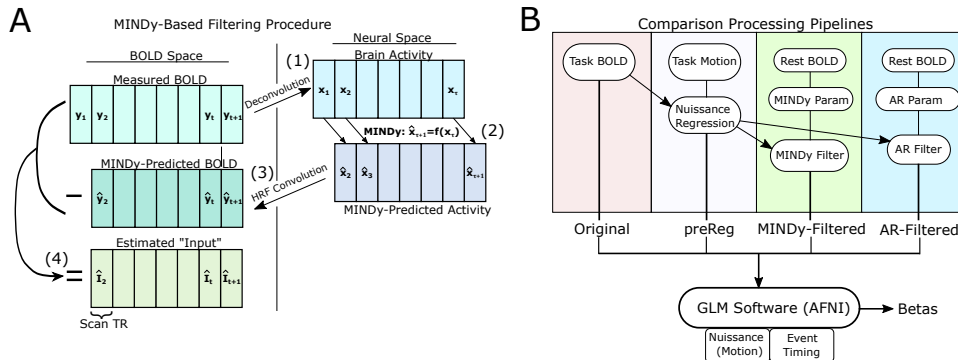 A
MINDy-Based Filtering Procedure
BOLD Space
Neural Space
Measured BOLD
(1)
Brain Activity
Deconvolution
y₁ y₂ yₜ yₜ₊₁
x₁ x₂ x_τ
MINDy: x̂_τ₊₁=f(x_τ)
(2)
MINDy-Predicted BOLD
(3)
HRF Convolution
x̂₂ x̂₃ x̂_τ₊₁
MINDy-Predicted Activity
ŷ₂ ŷₜ ŷₜ₊₁
−
Estimated "Input"
(4)
=
Î₂ Îₜ Îₜ₊₁
Scan TR
B
Comparison Processing Pipelines
Task BOLD
Task Motion
Rest BOLD
Rest BOLD
Nuissance
Regression
MINDy Param
AR Param
MINDy Filter
AR Filter
Original
preReg
MINDy-Filtered
AR-Filtered
GLM Software (AFNI)
Betas
Nuissance
(Motion)
Event
Timing